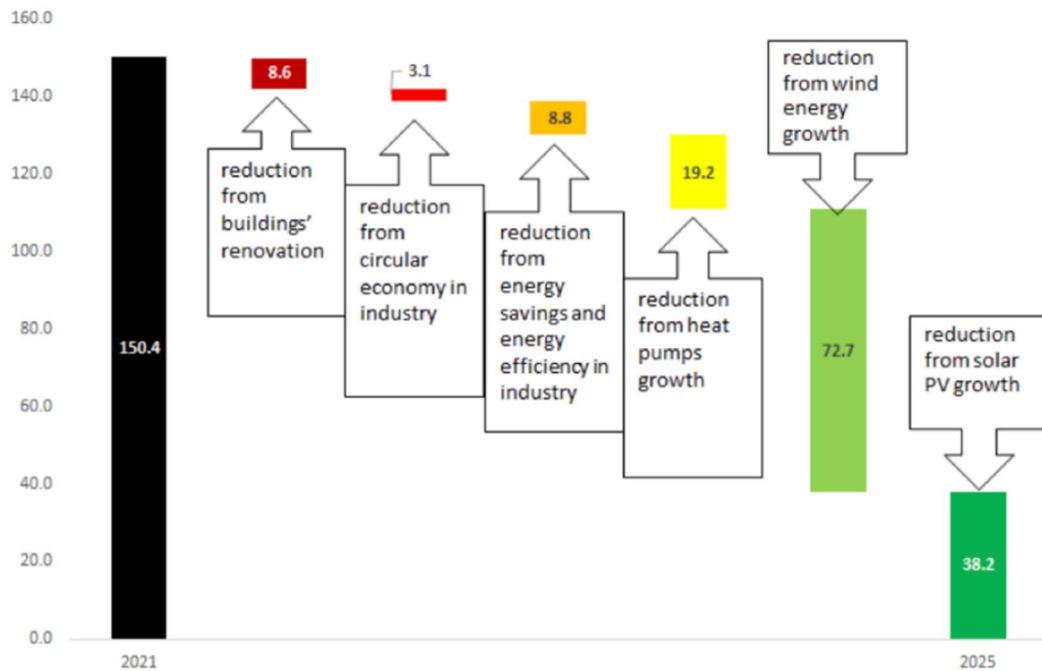 160.0
140.0
120.0
100.0
80.0
60.0
40.0
20.0
0.0
150.4
2021
8.6
reduction
from
buildings’
renovation
3.1
reduction
from
circular
economy in
industry
8.8
reduction
from
energy
savings and
energy
efficiency in
industry
19.2
reduction
from heat
pumps
growth
reduction
from wind
energy
growth
72.7
reduction
from solar
PV growth
38.2
2025